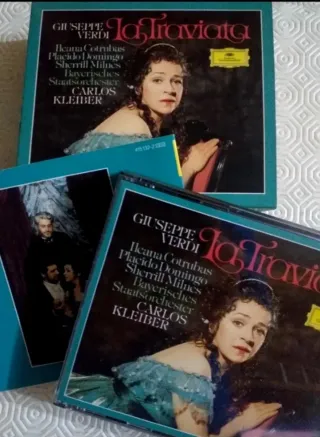 GIUSEPPE
VERDI
La Traviata
Ileana Cotrubas
Placido Domingo
Sherrill Milnes
Bayerisches
Staatsorchester
CARLOS
KLEIBER
GIUSEPPE
VERDI
La Traviata
Ileana Cotrubas
Placido Domingo
Sherrill Milnes
Bayerisches
Staatsorchester
CARLOS
KLEIBER